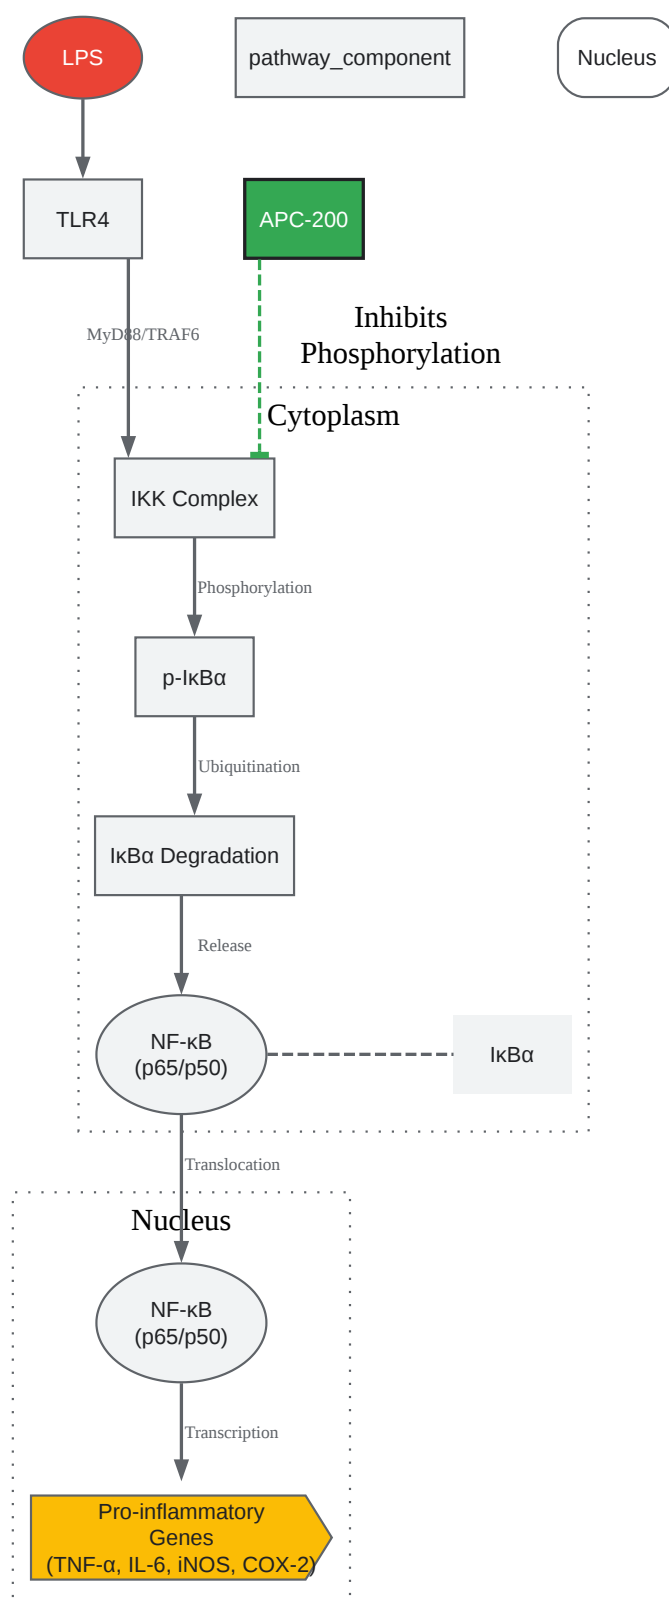 LPS
pathway_component
Nucleus
TLR4
APC-200
MyD88/TRAF6
Inhibits
Phosphorylation
Cytoplasm
IKK Complex
Phosphorylation
p-IκBα
Ubiquitination
IκBα Degradation
Release
NF-κB
(p65/p50)
IκBα
Translocation
Nucleus
NF-κB
(p65/p50)
Transcription
Pro-inflammatory
Genes
(TNF-α, IL-6, iNOS, COX-2)